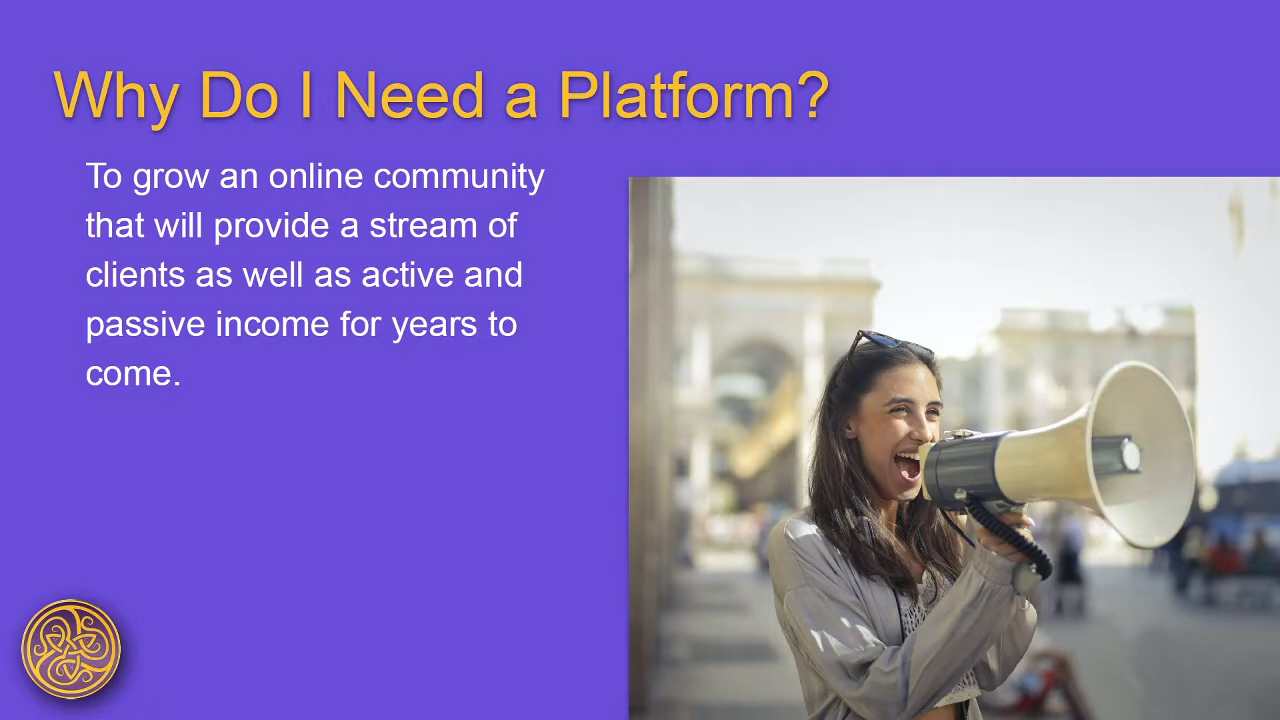 Why Do I Need a Platform?
To grow an online community
that will provide a stream of
clients as well as active and
passive income for years to
come.